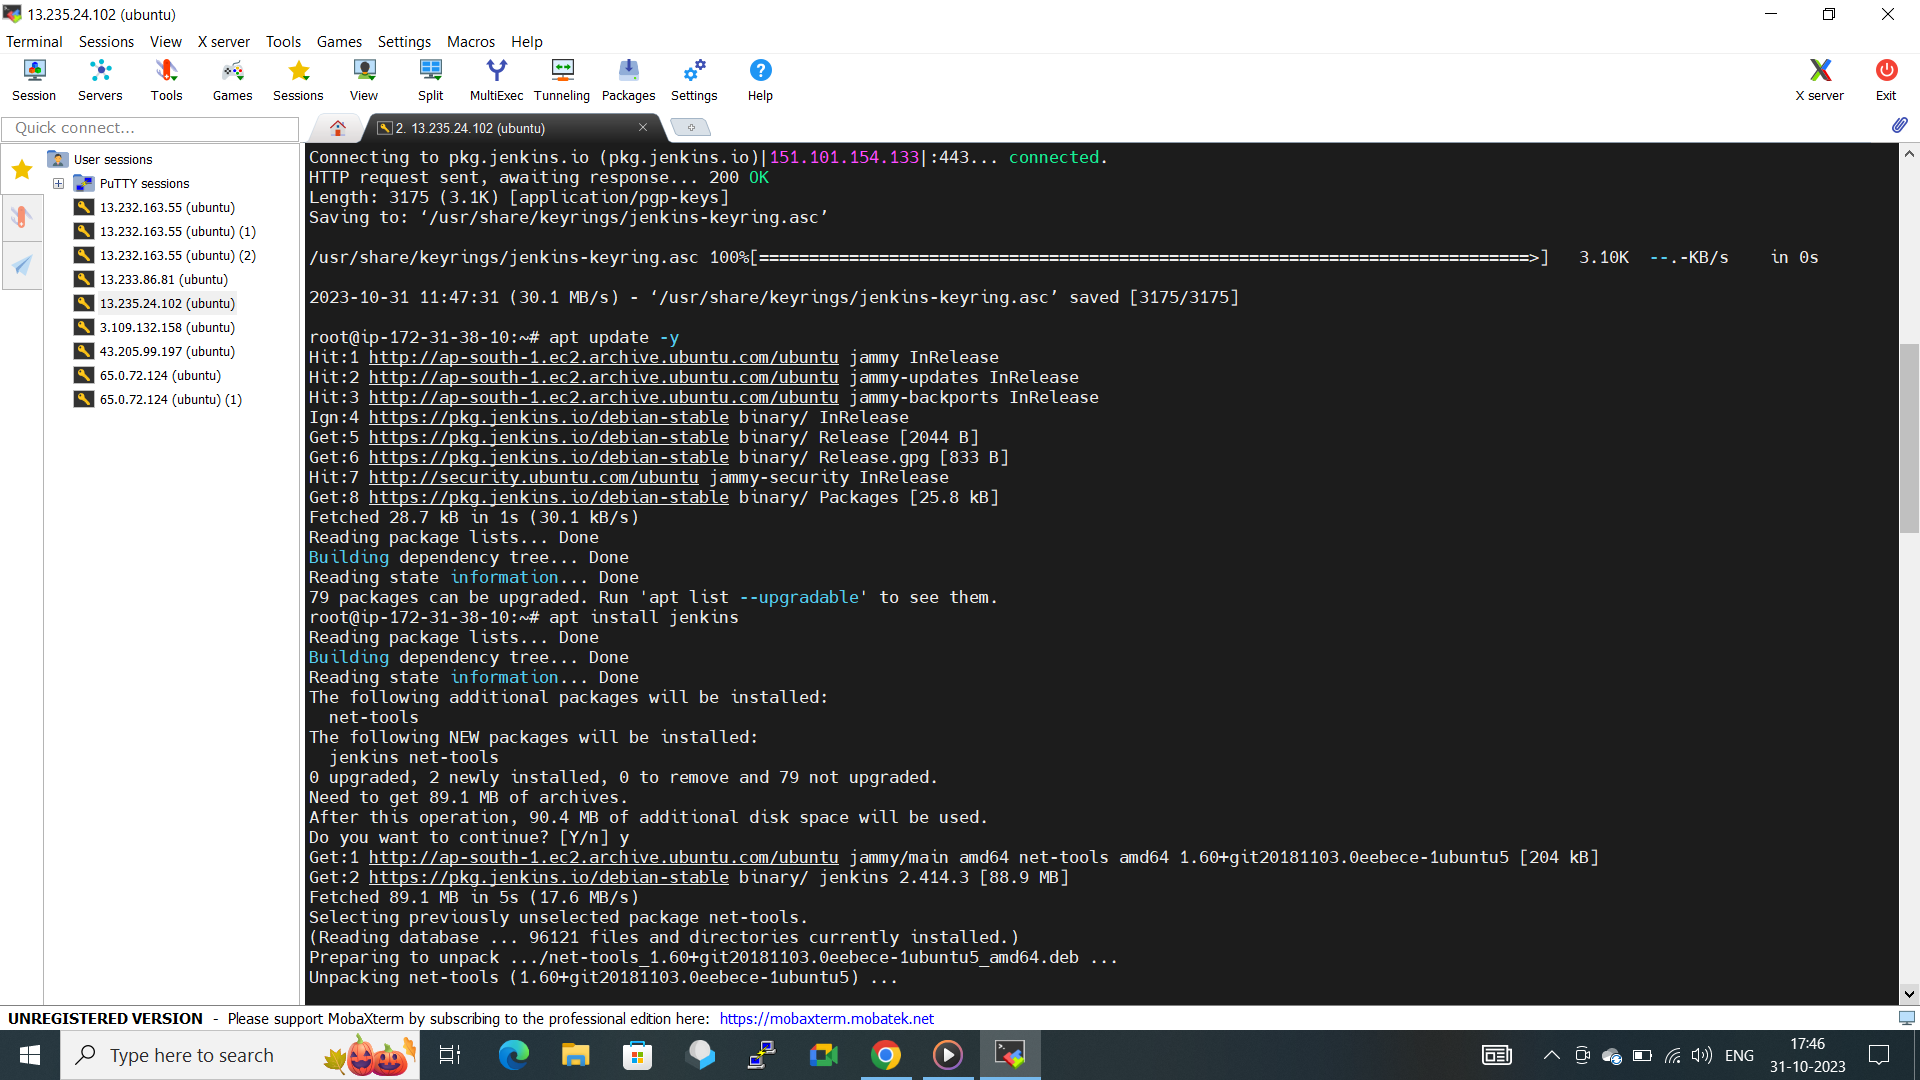 13.235.24.102 (ubuntu)
Terminal Sessions View X server Tools Games Settings Macros Help
Session Servers Tools Games Sessions View Split MultiExec Tunneling Packages Settings Help X server Exit
Quick connect...
2. 13.235.24.102 (ubuntu)
User sessions
PuTTY sessions
13.232.163.55 (ubuntu)
13.232.163.55 (ubuntu) (1)
13.232.163.55 (ubuntu) (2)
13.233.86.81 (ubuntu)
13.235.24.102 (ubuntu)
3.109.132.158 (ubuntu)
43.205.99.197 (ubuntu)
65.0.72.124 (ubuntu)
65.0.72.124 (ubuntu) (1)
Connecting to pkg.jenkins.io (pkg.jenkins.io)|151.101.154.133|:443... connected.
HTTP request sent, awaiting response... 200 OK
Length: 3175 (3.1K) [application/pgp-keys]
Saving to: ‘/usr/share/keyrings/jenkins-keyring.asc’
/usr/share/keyrings/jenkins-keyring.asc 100%[=============================================================================>] 3.10K --.-KB/s in 0s
2023-10-31 11:47:31 (30.1 MB/s) - ‘/usr/share/keyrings/jenkins-keyring.asc’ saved [3175/3175]
root@ip-172-31-38-10:~# apt update -y
Hit:1 http://ap-south-1.ec2.archive.ubuntu.com/ubuntu jammy InRelease
Hit:2 http://ap-south-1.ec2.archive.ubuntu.com/ubuntu jammy-updates InRelease
Hit:3 http://ap-south-1.ec2.archive.ubuntu.com/ubuntu jammy-backports InRelease
Ign:4 https://pkg.jenkins.io/debian-stable binary/ InRelease
Get:5 https://pkg.jenkins.io/debian-stable binary/ Release [2044 B]
Get:6 https://pkg.jenkins.io/debian-stable binary/ Release.gpg [833 B]
Hit:7 http://security.ubuntu.com/ubuntu jammy-security InRelease
Get:8 https://pkg.jenkins.io/debian-stable binary/ Packages [25.8 kB]
Fetched 28.7 kB in 1s (30.1 kB/s)
Reading package lists... Done
Building dependency tree... Done
Reading state information... Done
79 packages can be upgraded. Run 'apt list --upgradable' to see them.
root@ip-172-31-38-10:~# apt install jenkins
Reading package lists... Done
Building dependency tree... Done
Reading state information... Done
The following additional packages will be installed:
net-tools
The following NEW packages will be installed:
jenkins net-tools
0 upgraded, 2 newly installed, 0 to remove and 79 not upgraded.
Need to get 89.1 MB of archives.
After this operation, 90.4 MB of additional disk space will be used.
Do you want to continue? [Y/n] y
Get:1 http://ap-south-1.ec2.archive.ubuntu.com/ubuntu jammy/main amd64 net-tools amd64 1.60+git20181103.0eebece-1ubuntu5 [204 kB]
Get:2 https://pkg.jenkins.io/debian-stable binary/ jenkins 2.414.3 [88.9 MB]
Fetched 89.1 MB in 5s (17.6 MB/s)
Selecting previously unselected package net-tools.
(Reading database ... 96121 files and directories currently installed.)
Preparing to unpack .../net-tools_1.60+git20181103.0eebece-1ubuntu5_amd64.deb ...
Unpacking net-tools (1.60+git20181103.0eebece-1ubuntu5) ...
UNREGISTERED VERSION - Please support MobaXterm by subscribing to the professional edition here: https://mobaxterm.mobatek.net
Type here to search
ENG
17:46
31-10-2023